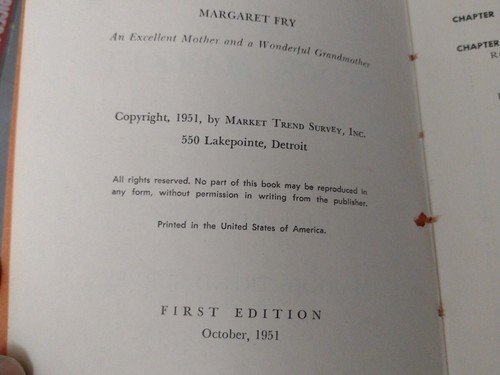 MARGARET FRY
An Excellent Mother and a Wonderful Grandmother
Copyright, 1951, by MARKET TREND SURVEY, INC.
550 Lakepointe, Detroit
All rights reserved. No part of this book may be reproduced in
any form, without permission in writing from the publisher.
Printed in the United States of America.
FIRST EDITION
October, 1951
CHAPTER
CHAPTER